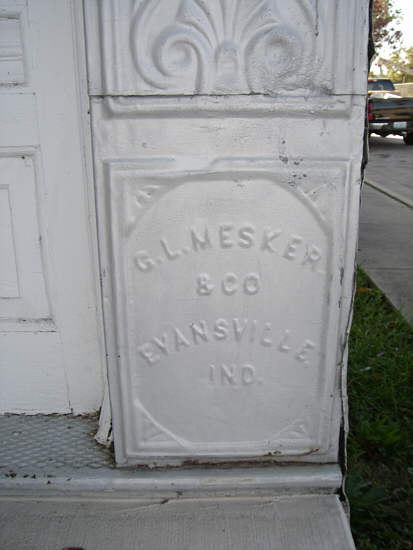 G.L. MESKER.
& CO
EVANSVILLE.
IND.